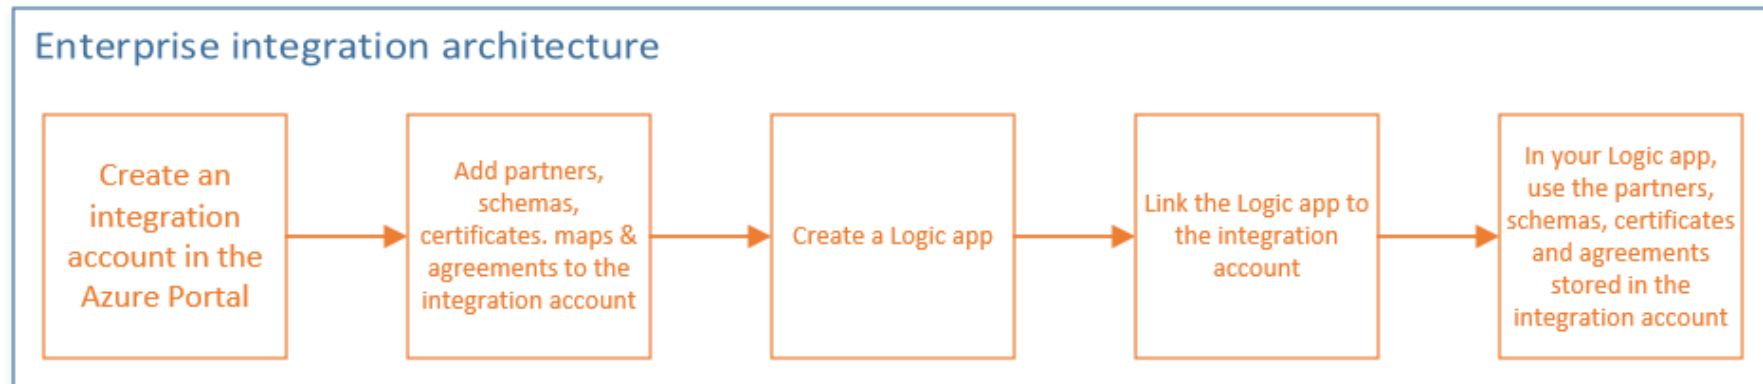 Enterprise integration architecture
Create an
integration
account in the
Azure Portal
Add partners,
schemas,
certificates. maps &
agreements to the
integration account
Create a Logic app
Link the Logic app to
the integration
account
In your Logic app,
use the partners,
schemas, certificates
and agreements
stored in the
integration account